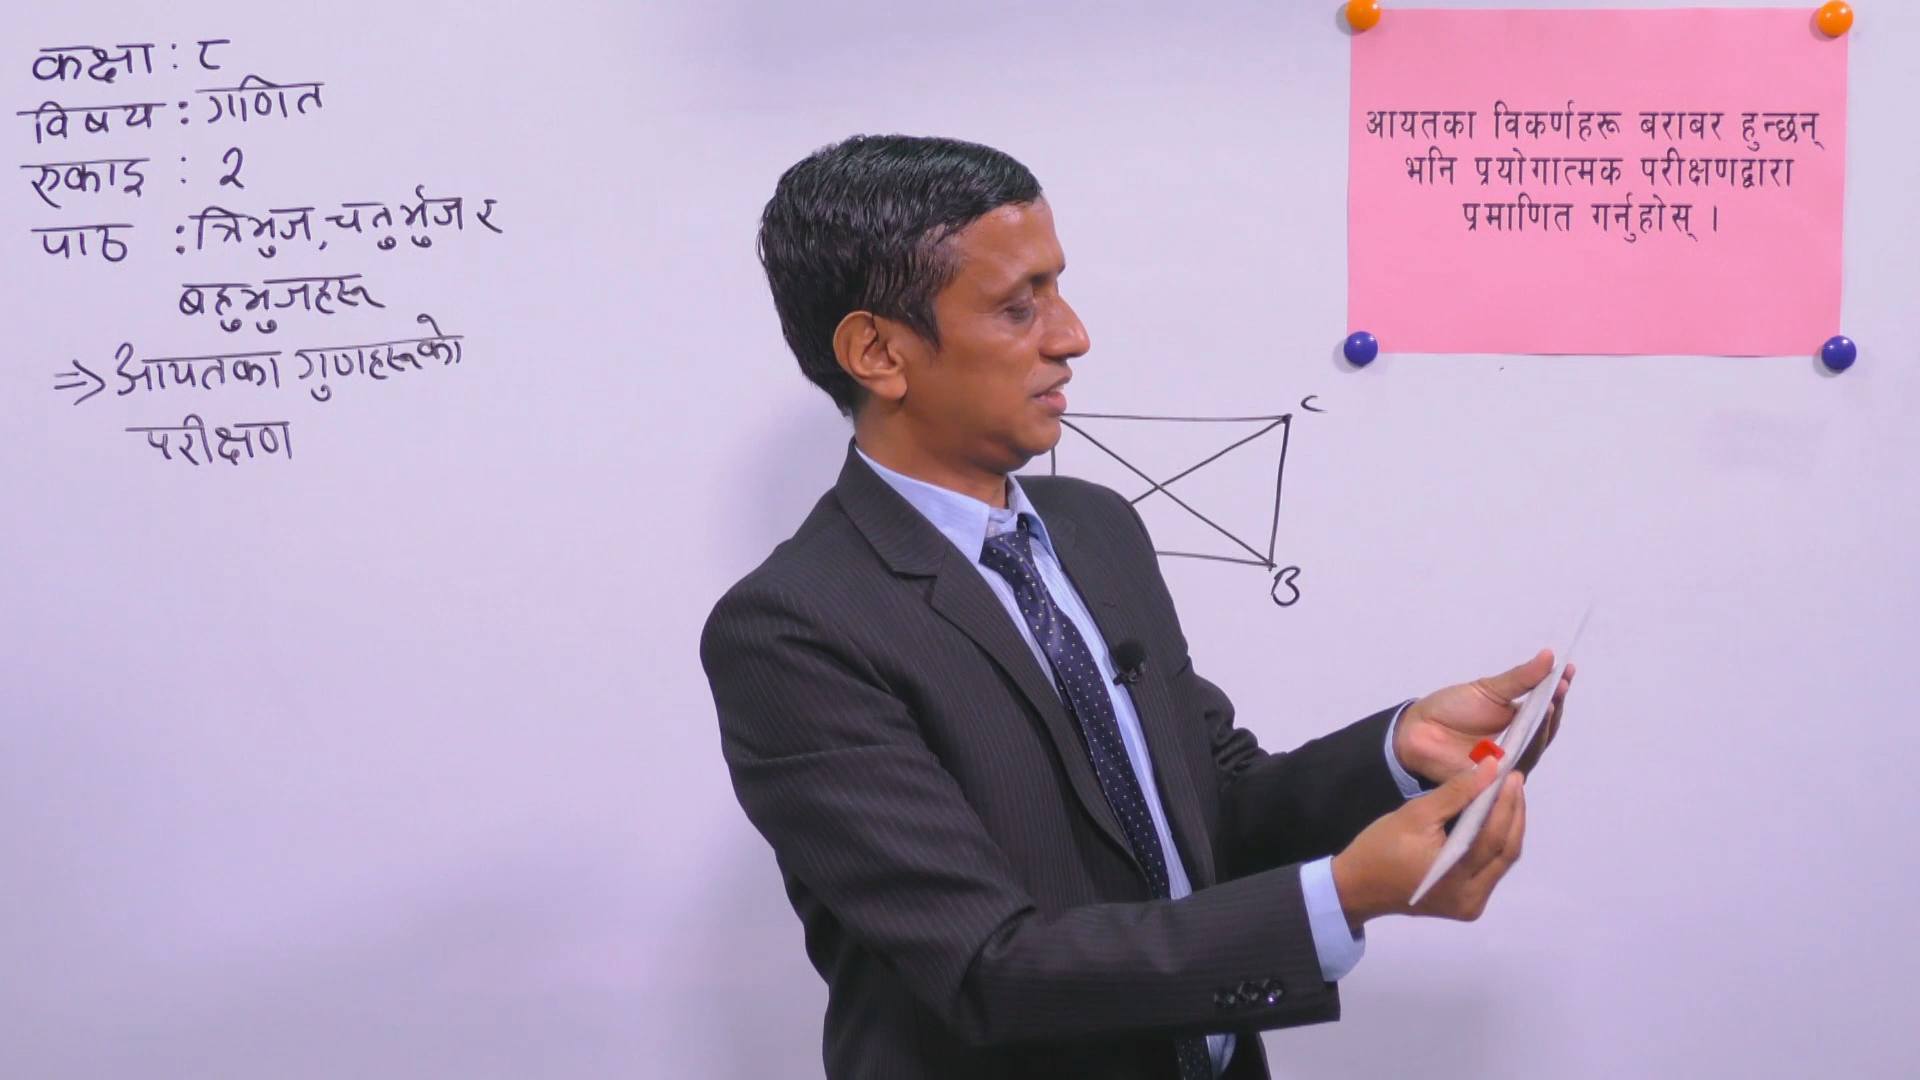 कक्षा : ८
विषय : गणित
एकाइ : २
पाठ : त्रिभुज, चतुर्भुज र
बहुभुजहरू
⇒ आयतका गुणहरूको
परीक्षण
आयतका विकर्णहरू बराबर हुन्छन्
भनि प्रयोगात्मक परीक्षणद्वारा
प्रमाणित गर्नुहोस् ।
C
B